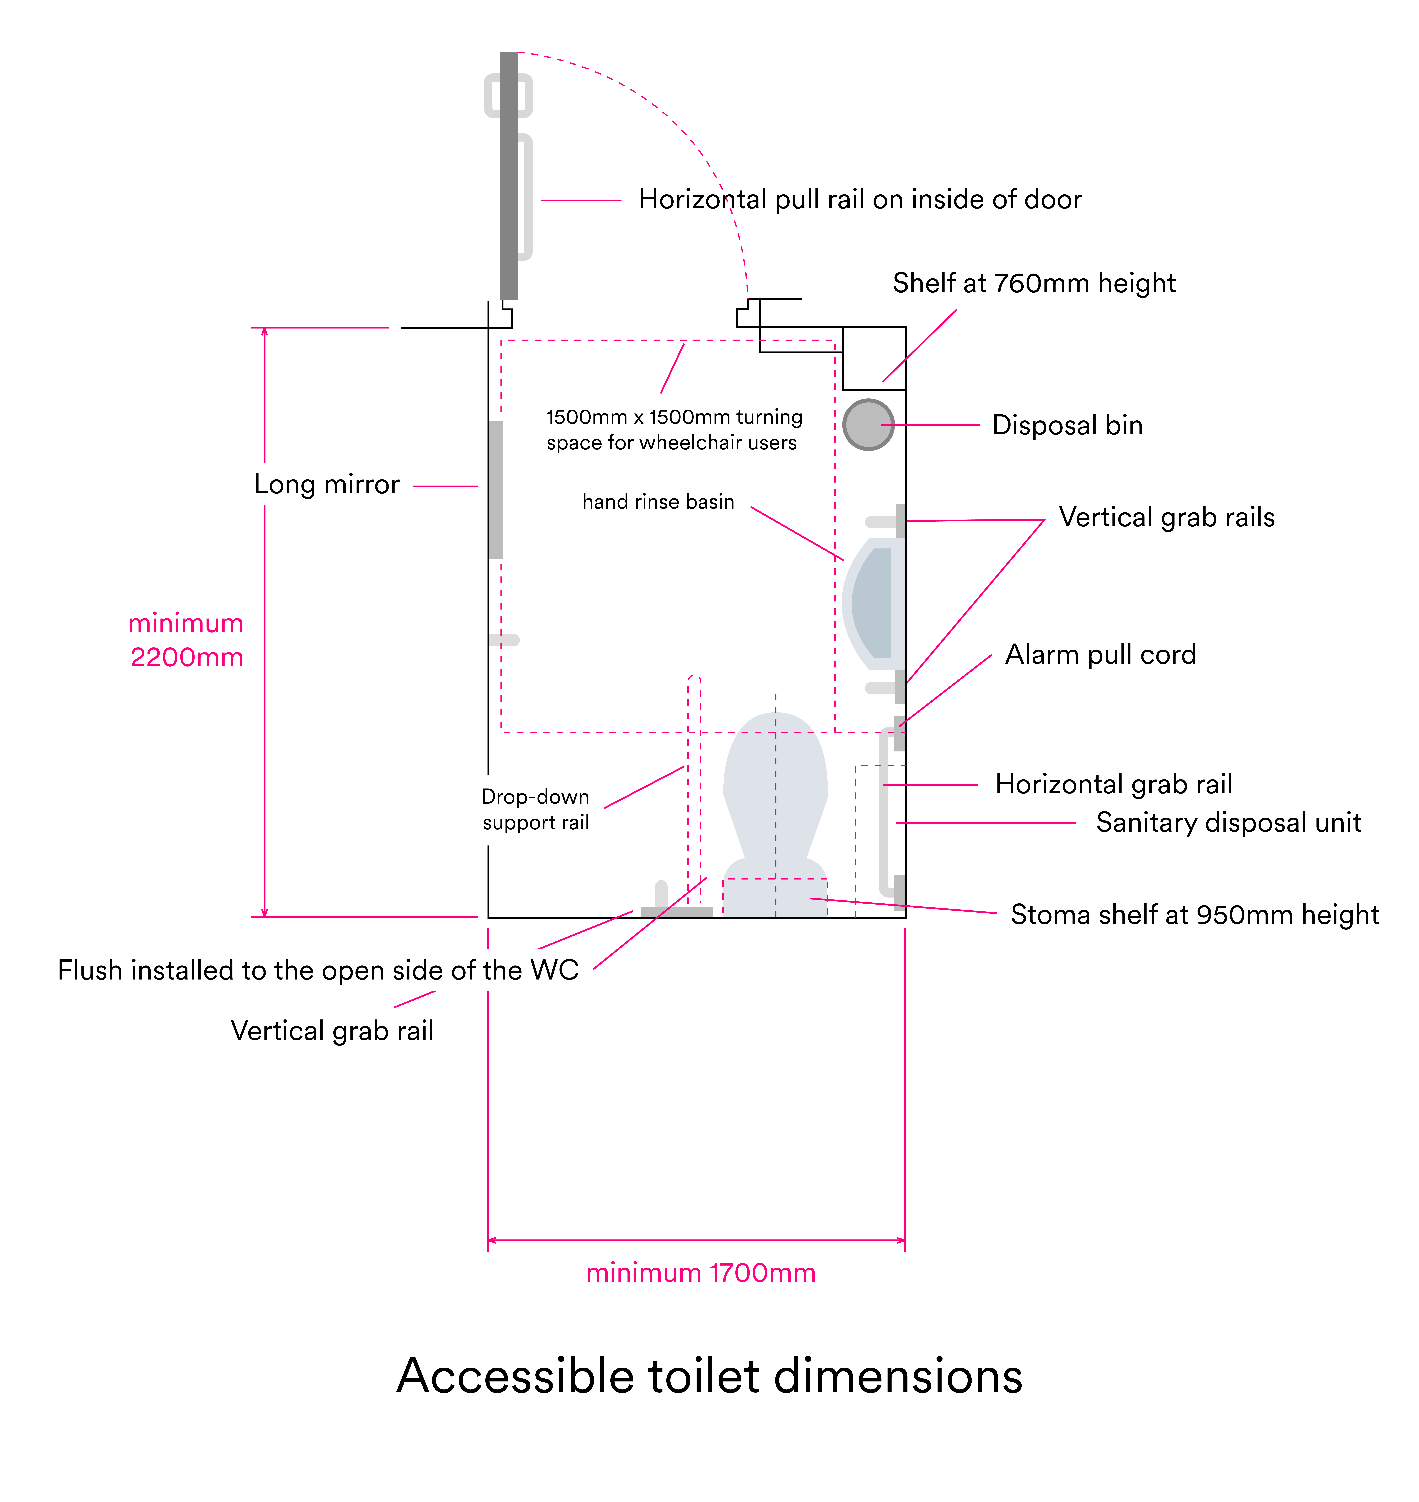 Horizontal pull rail on inside of door
Shelf at 760mm height
1500mm x 1500mm turning
space for wheelchair users
Disposal bin
Long mirror
hand rinse basin
Vertical grab rails
minimum
2200mm
Alarm pull cord
Drop-down
support rail
Horizontal grab rail
Sanitary disposal unit
Stoma shelf at 950mm height
Flush installed to the open side of the WC
Vertical grab rail
minimum 1700mm
Accessible toilet dimensions